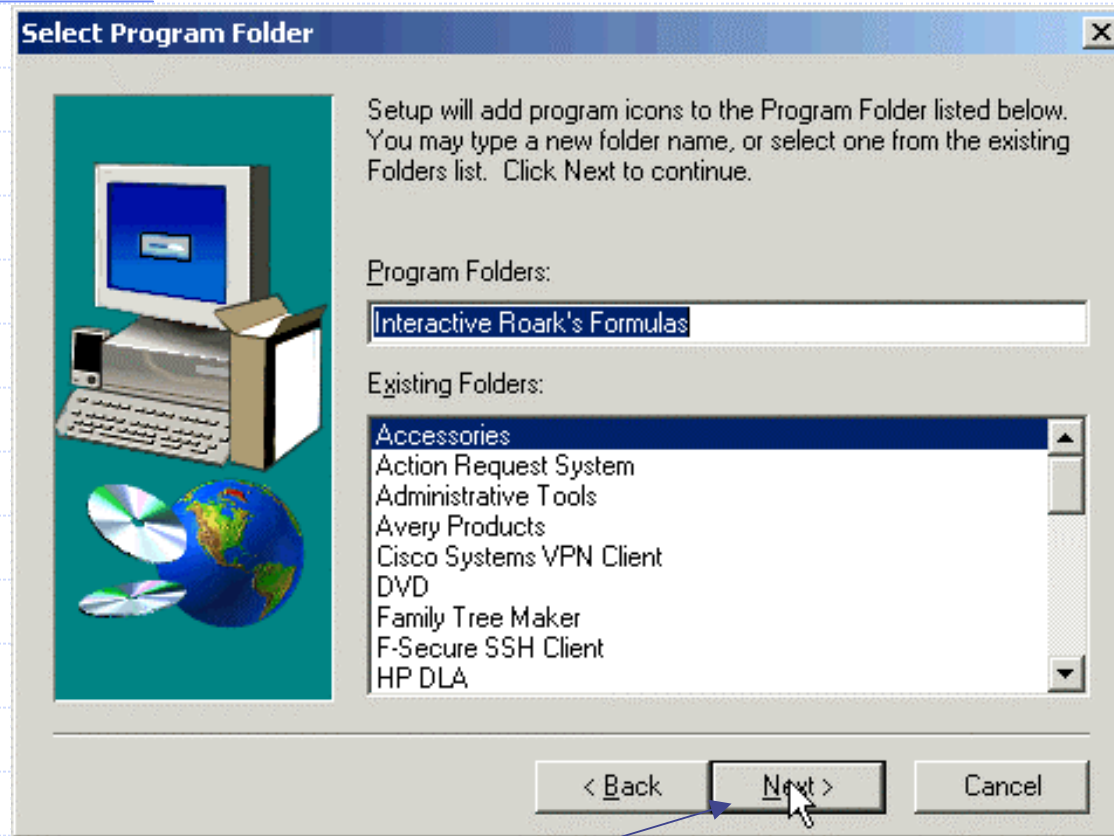 Select Program Folder
Setup will add program icons to the Program Folder listed below.
You may type a new folder name, or select one from the existing
Folders list. Click Next to continue.
Program Folders:
Interactive Roark's Formulas
Existing Folders:
Accessories
Action Request System
Administrative Tools
Avery Products
Cisco Systems VPN Client
DVD
Family Tree Maker
F-Secure SSH Client
HP DLA
< Back
Next >
Cancel